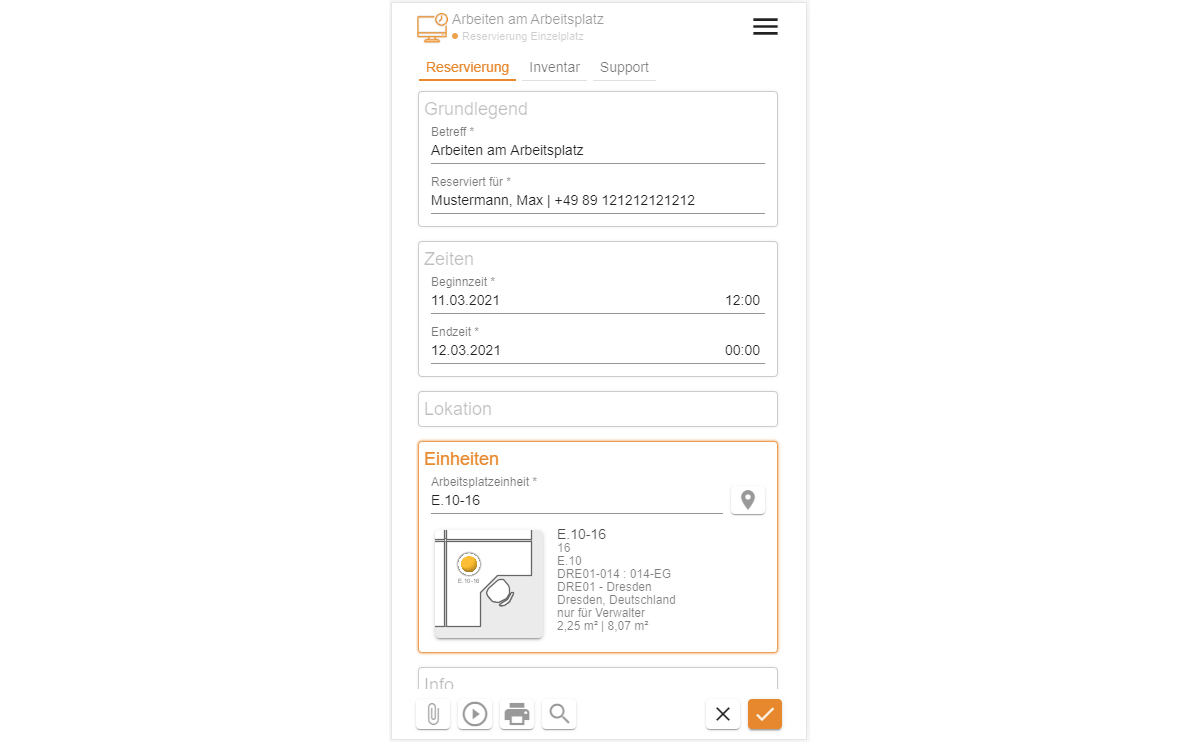 Arbeiten am Arbeitsplatz
Reservierung Einzelplatz
Reservierung Inventar Support
Grundlegend
Betreff *
Arbeiten am Arbeitsplatz
Reserviert für *
Mustermann, Max | +49 89 121212121212
Zeiten
Beginnzeit *
11.03.2021 12:00
Endzeit *
12.03.2021 00:00
Lokation
Einheiten
Arbeitsplatzeinheit *
E.10-16
E.10-16
E.10-16
16
E.10
DRE01-014 : 014-EG
DRE01 - Dresden
Dresden, Deutschland
nur für Verwalter
2,25 m² | 8,07 m²
Info